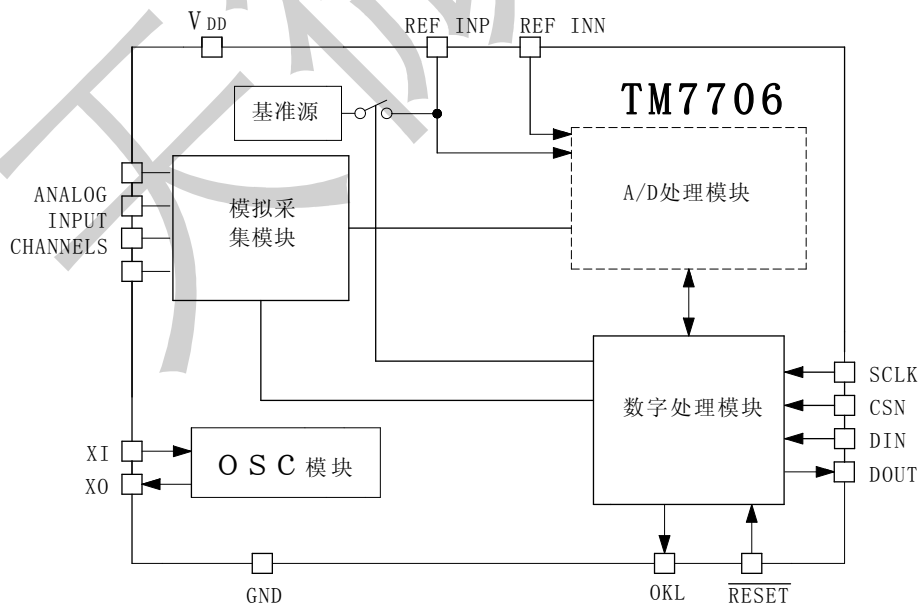 V DD
REF INP
REF INN
TM7706
基准源
A/D处理模块
ANALOG
INPUT
CHANNELS
模拟采
集模块
数字处理模块
SCLK
CSN
DIN
DOUT
XI
XO
OSC模块
GND
OKL
RESET